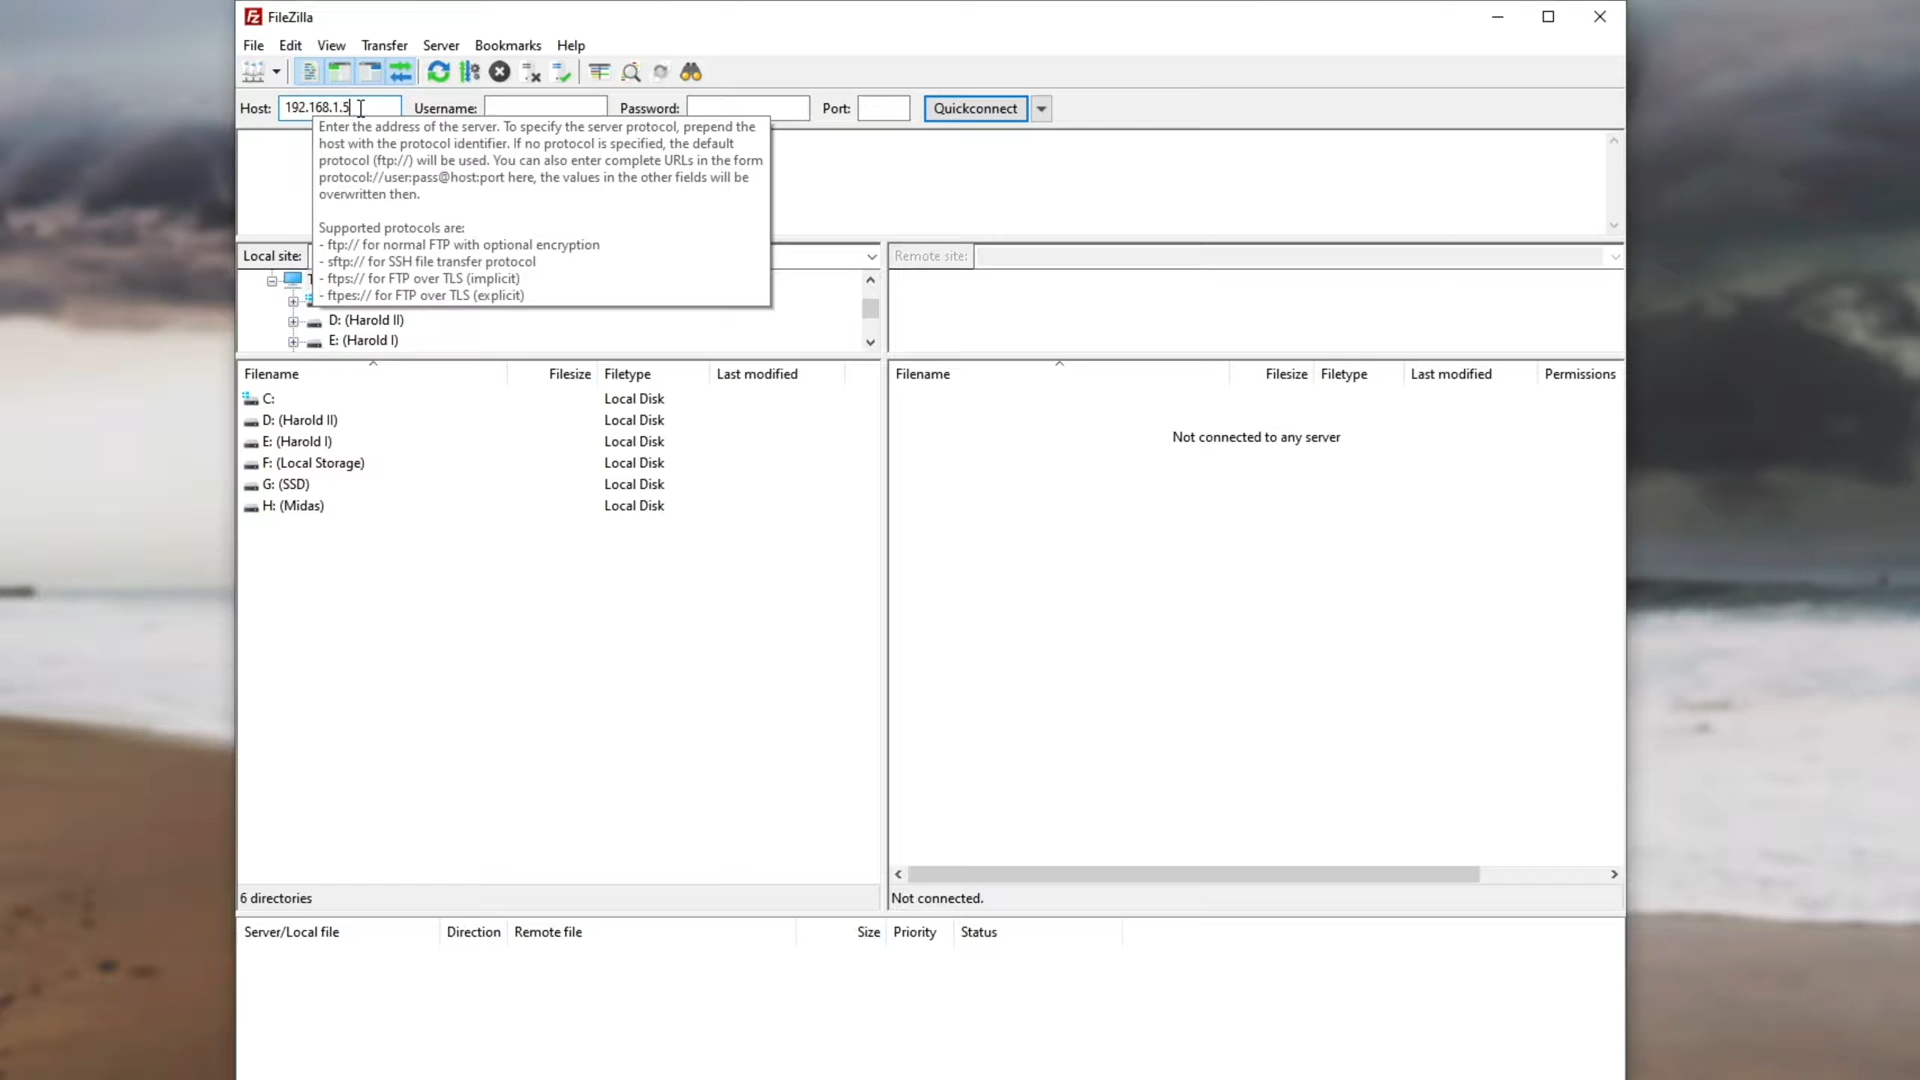 FileZilla
File Edit View Transfer Server Bookmarks Help
Host: 192.168.1.5 Username: Password: Port: Quickconnect
Enter the address of the server. To specify the server protocol, prepend the
host with the protocol identifier. If no protocol is specified, the default
protocol (ftp://) will be used. You can also enter complete URLs in the form
protocol://user:pass@host:port here, the values in the other fields will be
overwritten then.
Supported protocols are:
- ftp:// for normal FTP with optional encryption
- sftp:// for SSH file transfer protocol
- ftps:// for FTP over TLS (implicit)
- ftpes:// for FTP over TLS (explicit)
Local site:
D: (Harold II)
E: (Harold I)
Remote site:
Filename Filesize Filetype Last modified
C: Local Disk
D: (Harold II) Local Disk
E: (Harold I) Local Disk
F: (Local Storage) Local Disk
G: (SSD) Local Disk
H: (Midas) Local Disk
6 directories
Filename Filesize Filetype Last modified Permissions
Not connected to any server
Not connected.
Server/Local file Direction Remote file Size Priority Status